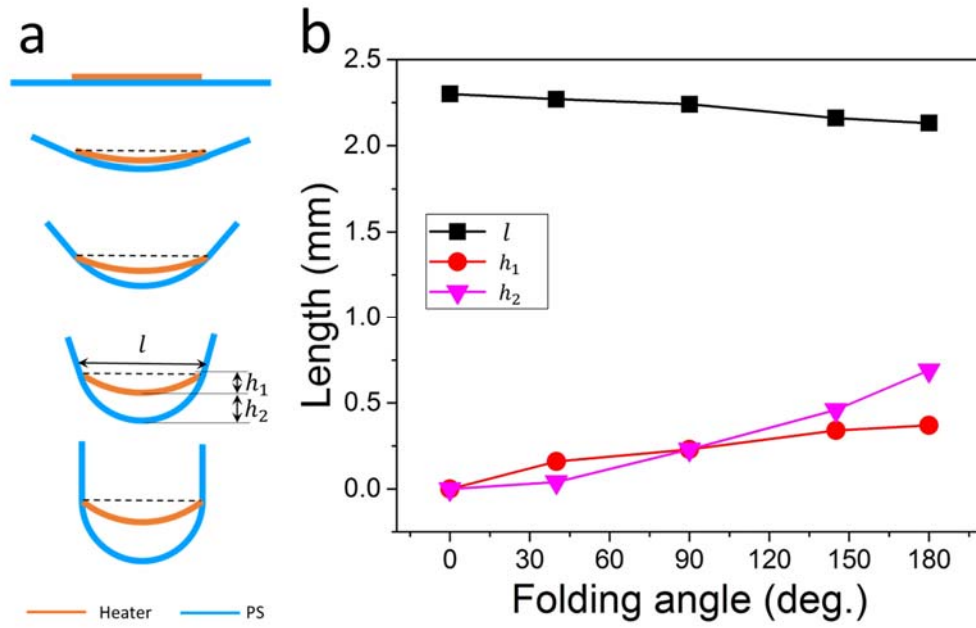 a
l
h₁
h₂
Heater PS
b
Length (mm)
2.5
2.0
1.5
1.0
0.5
0.0
l
h₁
h₂
0 30 60 90 120 150 180
Folding angle (deg.)